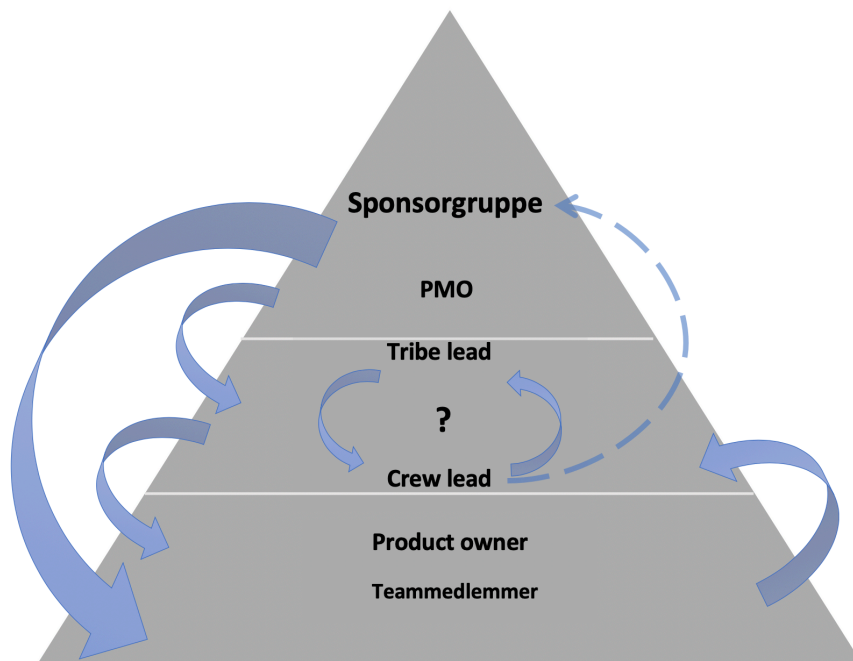 Sponsorgruppe
PMO
Tribe lead
?
Crew lead
Product owner
Teammedlemmer